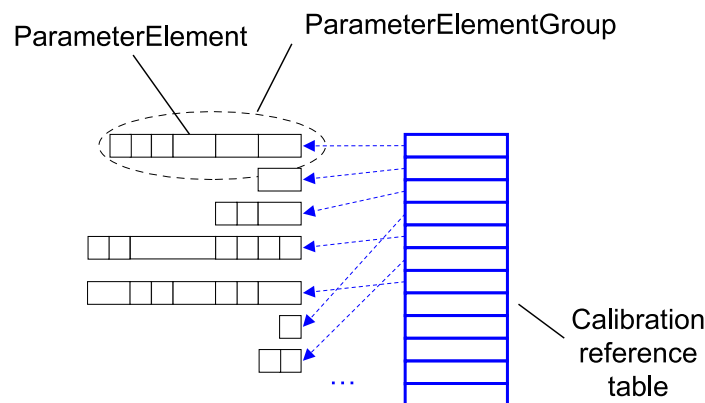 ParameterElement
ParameterElementGroup
Calibration
reference
table
...